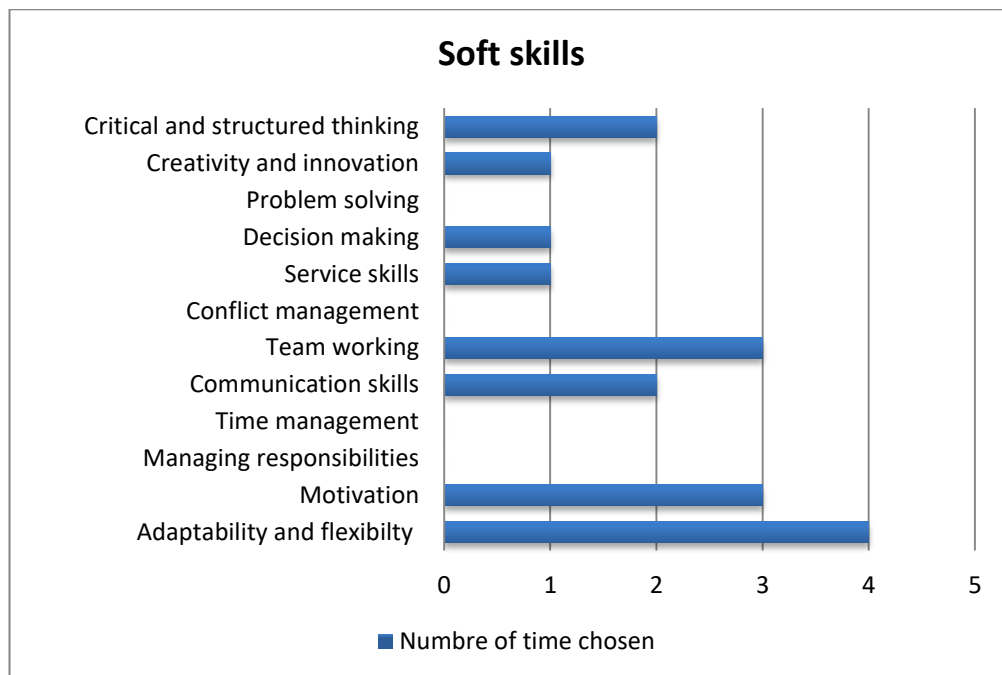 Soft skills
Critical and structured thinking
Creativity and innovation
Problem solving
Decision making
Service skills
Conflict management
Team working
Communication skills
Time management
Managing responsibilities
Motivation
Adaptability and flexibilty
0 1 2 3 4 5
Numbre of time chosen